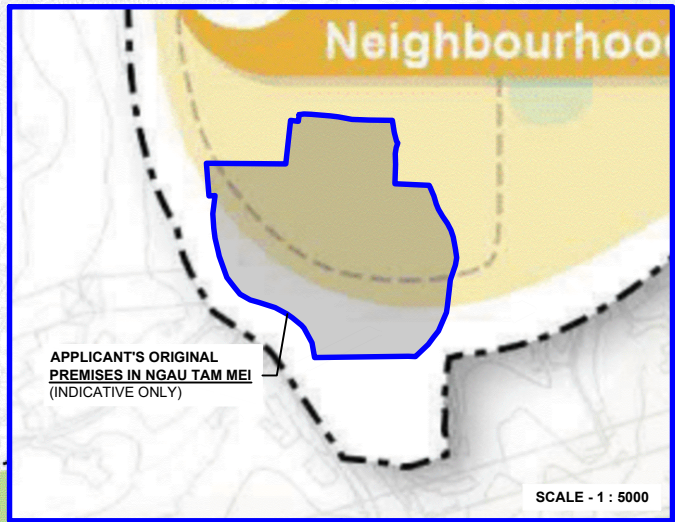 Neighbourhoo
APPLICANT'S ORIGINAL
PREMISES IN NGAU TAM MEI
(INDICATIVE ONLY)
SCALE - 1 : 5000